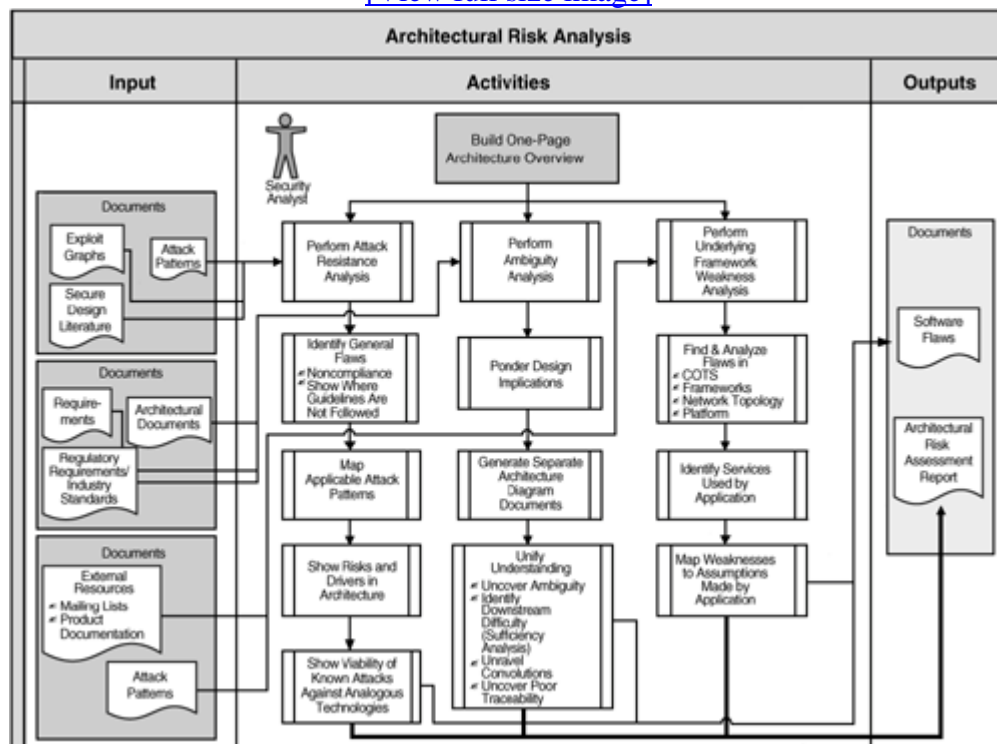 [View full size image]
Architectural Risk Analysis
Input
Activities
Outputs
Security
Analyst
Build One-Page
Architecture Overview
Documents
Exploit
Graphs
Attack
Patterns
Secure
Design
Literature
Documents
Require-
ments
Architectural
Documents
Regulatory
Requirements/
Industry
Standards
Documents
External
Resources
Mailing Lists
Product
Documentation
Attack
Patterns
Perform Attack
Resistance
Analysis
Identify General
Flaws
Noncompliance
Show Where
Guidelines Are
Not Followed
Map
Applicable Attack
Patterns
Show Risks and
Drivers in
Architecture
Show Viability of
Known Attacks
Against Analogous
Technologies
Perform
Ambiguity
Analysis
Ponder Design
Implications
Generate Separate
Architecture
Diagram
Documents
Unify
Understanding
Uncover Ambiguity
Identify
Downstream
Difficulty
(Sufficiency
Analysis)
Unravel
Convolutions
Uncover Poor
Traceability
Perform
Underlying
Framework
Weakness
Analysis
Find & Analyze
Flaws in
COTS
Frameworks
Network Topology
Platform
Identify Services
Used by
Application
Map Weaknesses
to Assumptions
Made by
Application
Documents
Software
Flaws
Architectural
Risk
Assessment
Report